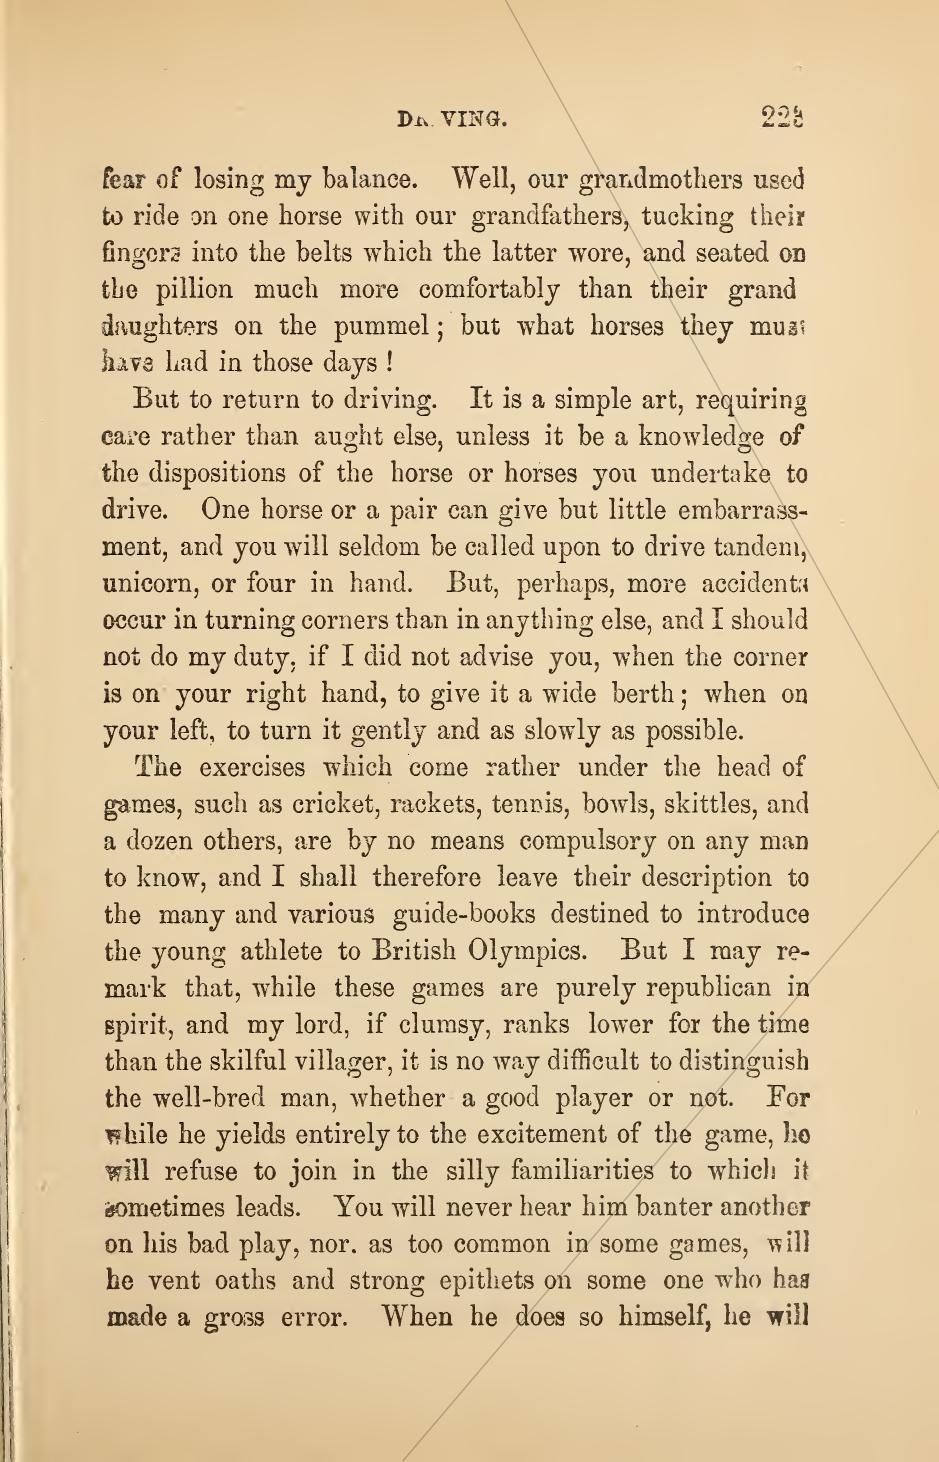 DRIVING. 223
fear of losing my balance. Well, our grandmothers used
to ride on one horse with our grandfathers, tucking their
fingers into the belts which the latter wore, and seated on
the pillion much more comfortably than their grand
daughters on the pummel; but what horses they must
have had in those days!
But to return to driving. It is a simple art, requiring
care rather than aught else, unless it be a knowledge of
the dispositions of the horse or horses you undertake to
drive. One horse or a pair can give but little embarrass-
ment, and you will seldom be called upon to drive tandem,
unicorn, or four in hand. But, perhaps, more accidents
occur in turning corners than in anything else, and I should
not do my duty, if I did not advise you, when the corner
is on your right hand, to give it a wide berth; when on
your left, to turn it gently and as slowly as possible.
The exercises which come rather under the head of
games, such as cricket, rackets, tennis, bowls, skittles, and
a dozen others, are by no means compulsory on any man
to know, and I shall therefore leave their description to
the many and various guide-books destined to introduce
the young athlete to British Olympics. But I may re-
mark that, while these games are purely republican in
spirit, and my lord, if clumsy, ranks lower for the time
than the skilful villager, it is no way difficult to distinguish
the well-bred man, whether a good player or not. For
while he yields entirely to the excitement of the game, he
will refuse to join in the silly familiarities to which it
sometimes leads. You will never hear him banter another
on his bad play, nor. as too common in some games, will
he vent oaths and strong epithets on some one who has
made a gross error. When he does so himself, he will